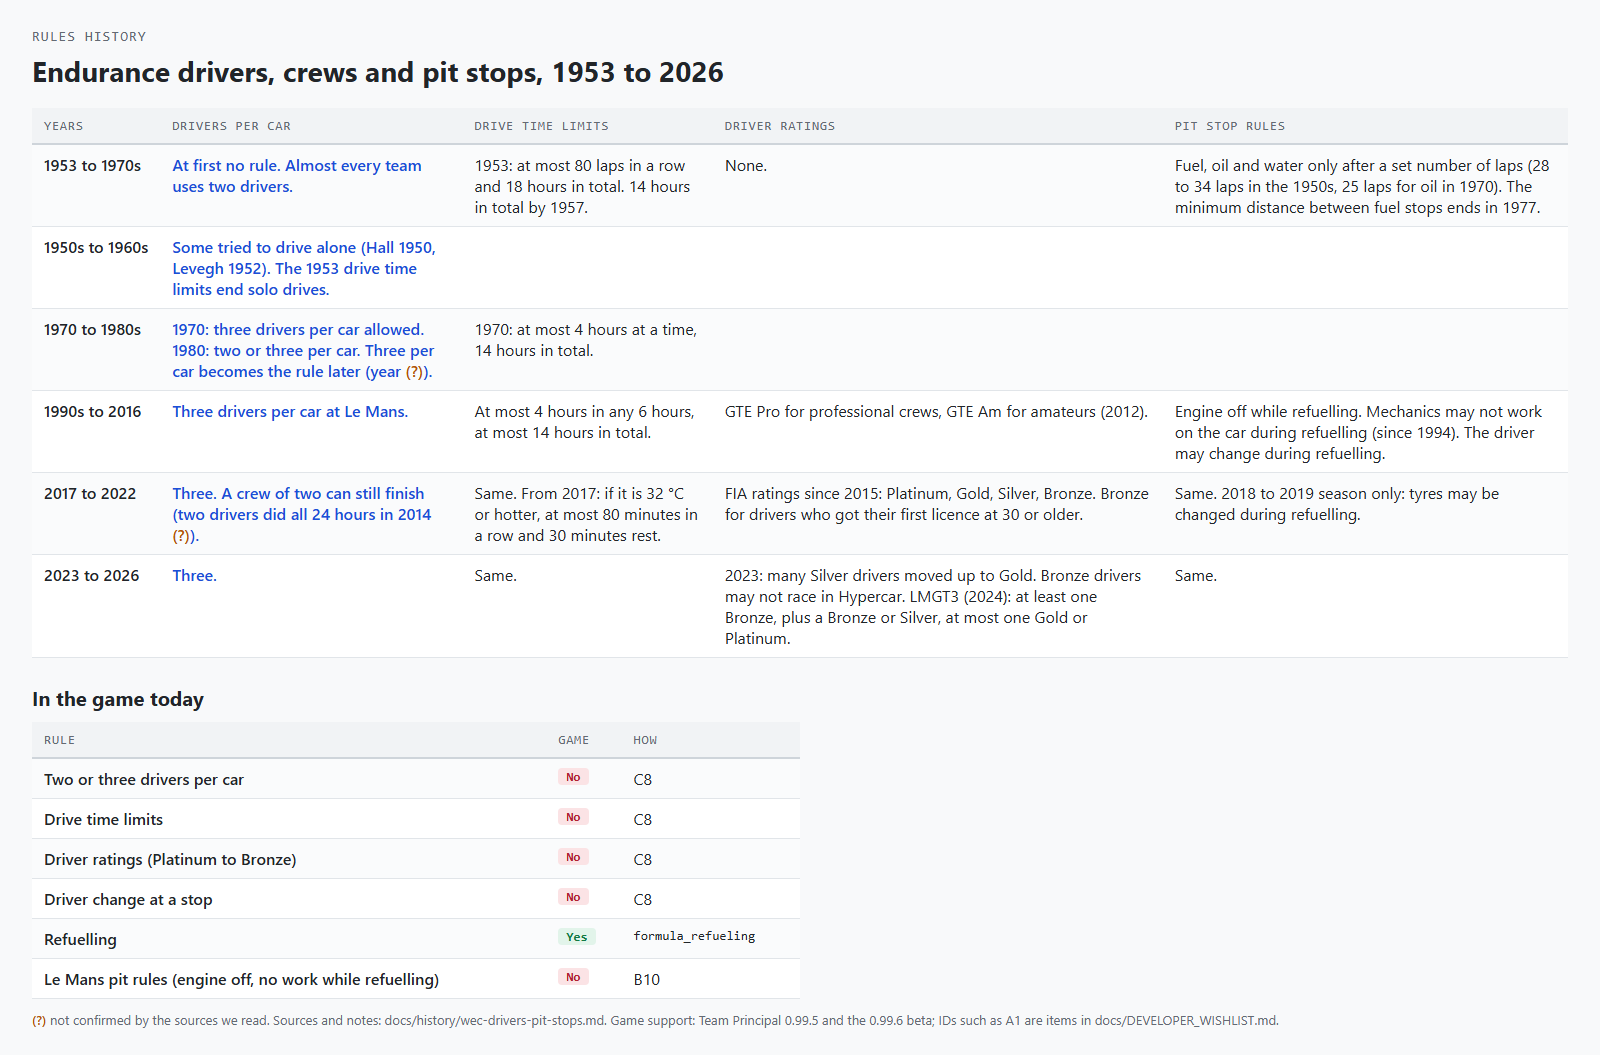 RULES HISTORY
Endurance drivers, crews and pit stops, 1953 to 2026
YEARS DRIVERS PER CAR DRIVE TIME LIMITS DRIVER RATINGS PIT STOP RULES
1953 to 1970s
At first no rule. Almost every team
uses two drivers.
1953: at most 80 laps in a row
and 18 hours in total. 14 hours
in total by 1957.
None.
Fuel, oil and water only after a set number of laps (28
to 34 laps in the 1950s, 25 laps for oil in 1970). The
minimum distance between fuel stops ends in 1977.
1950s to 1960s
Some tried to drive alone (Hall 1950,
Levegh 1952). The 1953 drive time
limits end solo drives.
1970 to 1980s
1970: three drivers per car allowed.
1980: two or three per car. Three per
car becomes the rule later (year (?)).
1970: at most 4 hours at a time,
14 hours in total.
1990s to 2016
Three drivers per car at Le Mans.
At most 4 hours in any 6 hours,
at most 14 hours in total.
GTE Pro for professional crews, GTE Am for amateurs (2012).
Engine off while refuelling. Mechanics may not work
on the car during refuelling (since 1994). The driver
may change during refuelling.
2017 to 2022
Three. A crew of two can still finish
(two drivers did all 24 hours in 2014
(?)).
Same. From 2017: if it is 32 °C
or hotter, at most 80 minutes in
a row and 30 minutes rest.
FIA ratings since 2015: Platinum, Gold, Silver, Bronze. Bronze
for drivers who got their first licence at 30 or older.
Same. 2018 to 2019 season only: tyres may be
changed during refuelling.
2023 to 2026
Three.
Same.
2023: many Silver drivers moved up to Gold. Bronze drivers
may not race in Hypercar. LMGT3 (2024): at least one
Bronze, plus a Bronze or Silver, at most one Gold or
Platinum.
Same.
In the game today
RULE GAME HOW
Two or three drivers per car No C8
Drive time limits No C8
Driver ratings (Platinum to Bronze) No C8
Driver change at a stop No C8
Refuelling Yes formula_refueling
Le Mans pit rules (engine off, no work while refuelling) No B10
(?) not confirmed by the sources we read. Sources and notes: docs/history/wec-drivers-pit-stops.md. Game support: Team Principal 0.99.5 and the 0.99.6 beta; IDs such as A1 are items in docs/DEVELOPER_WISHLIST.md.